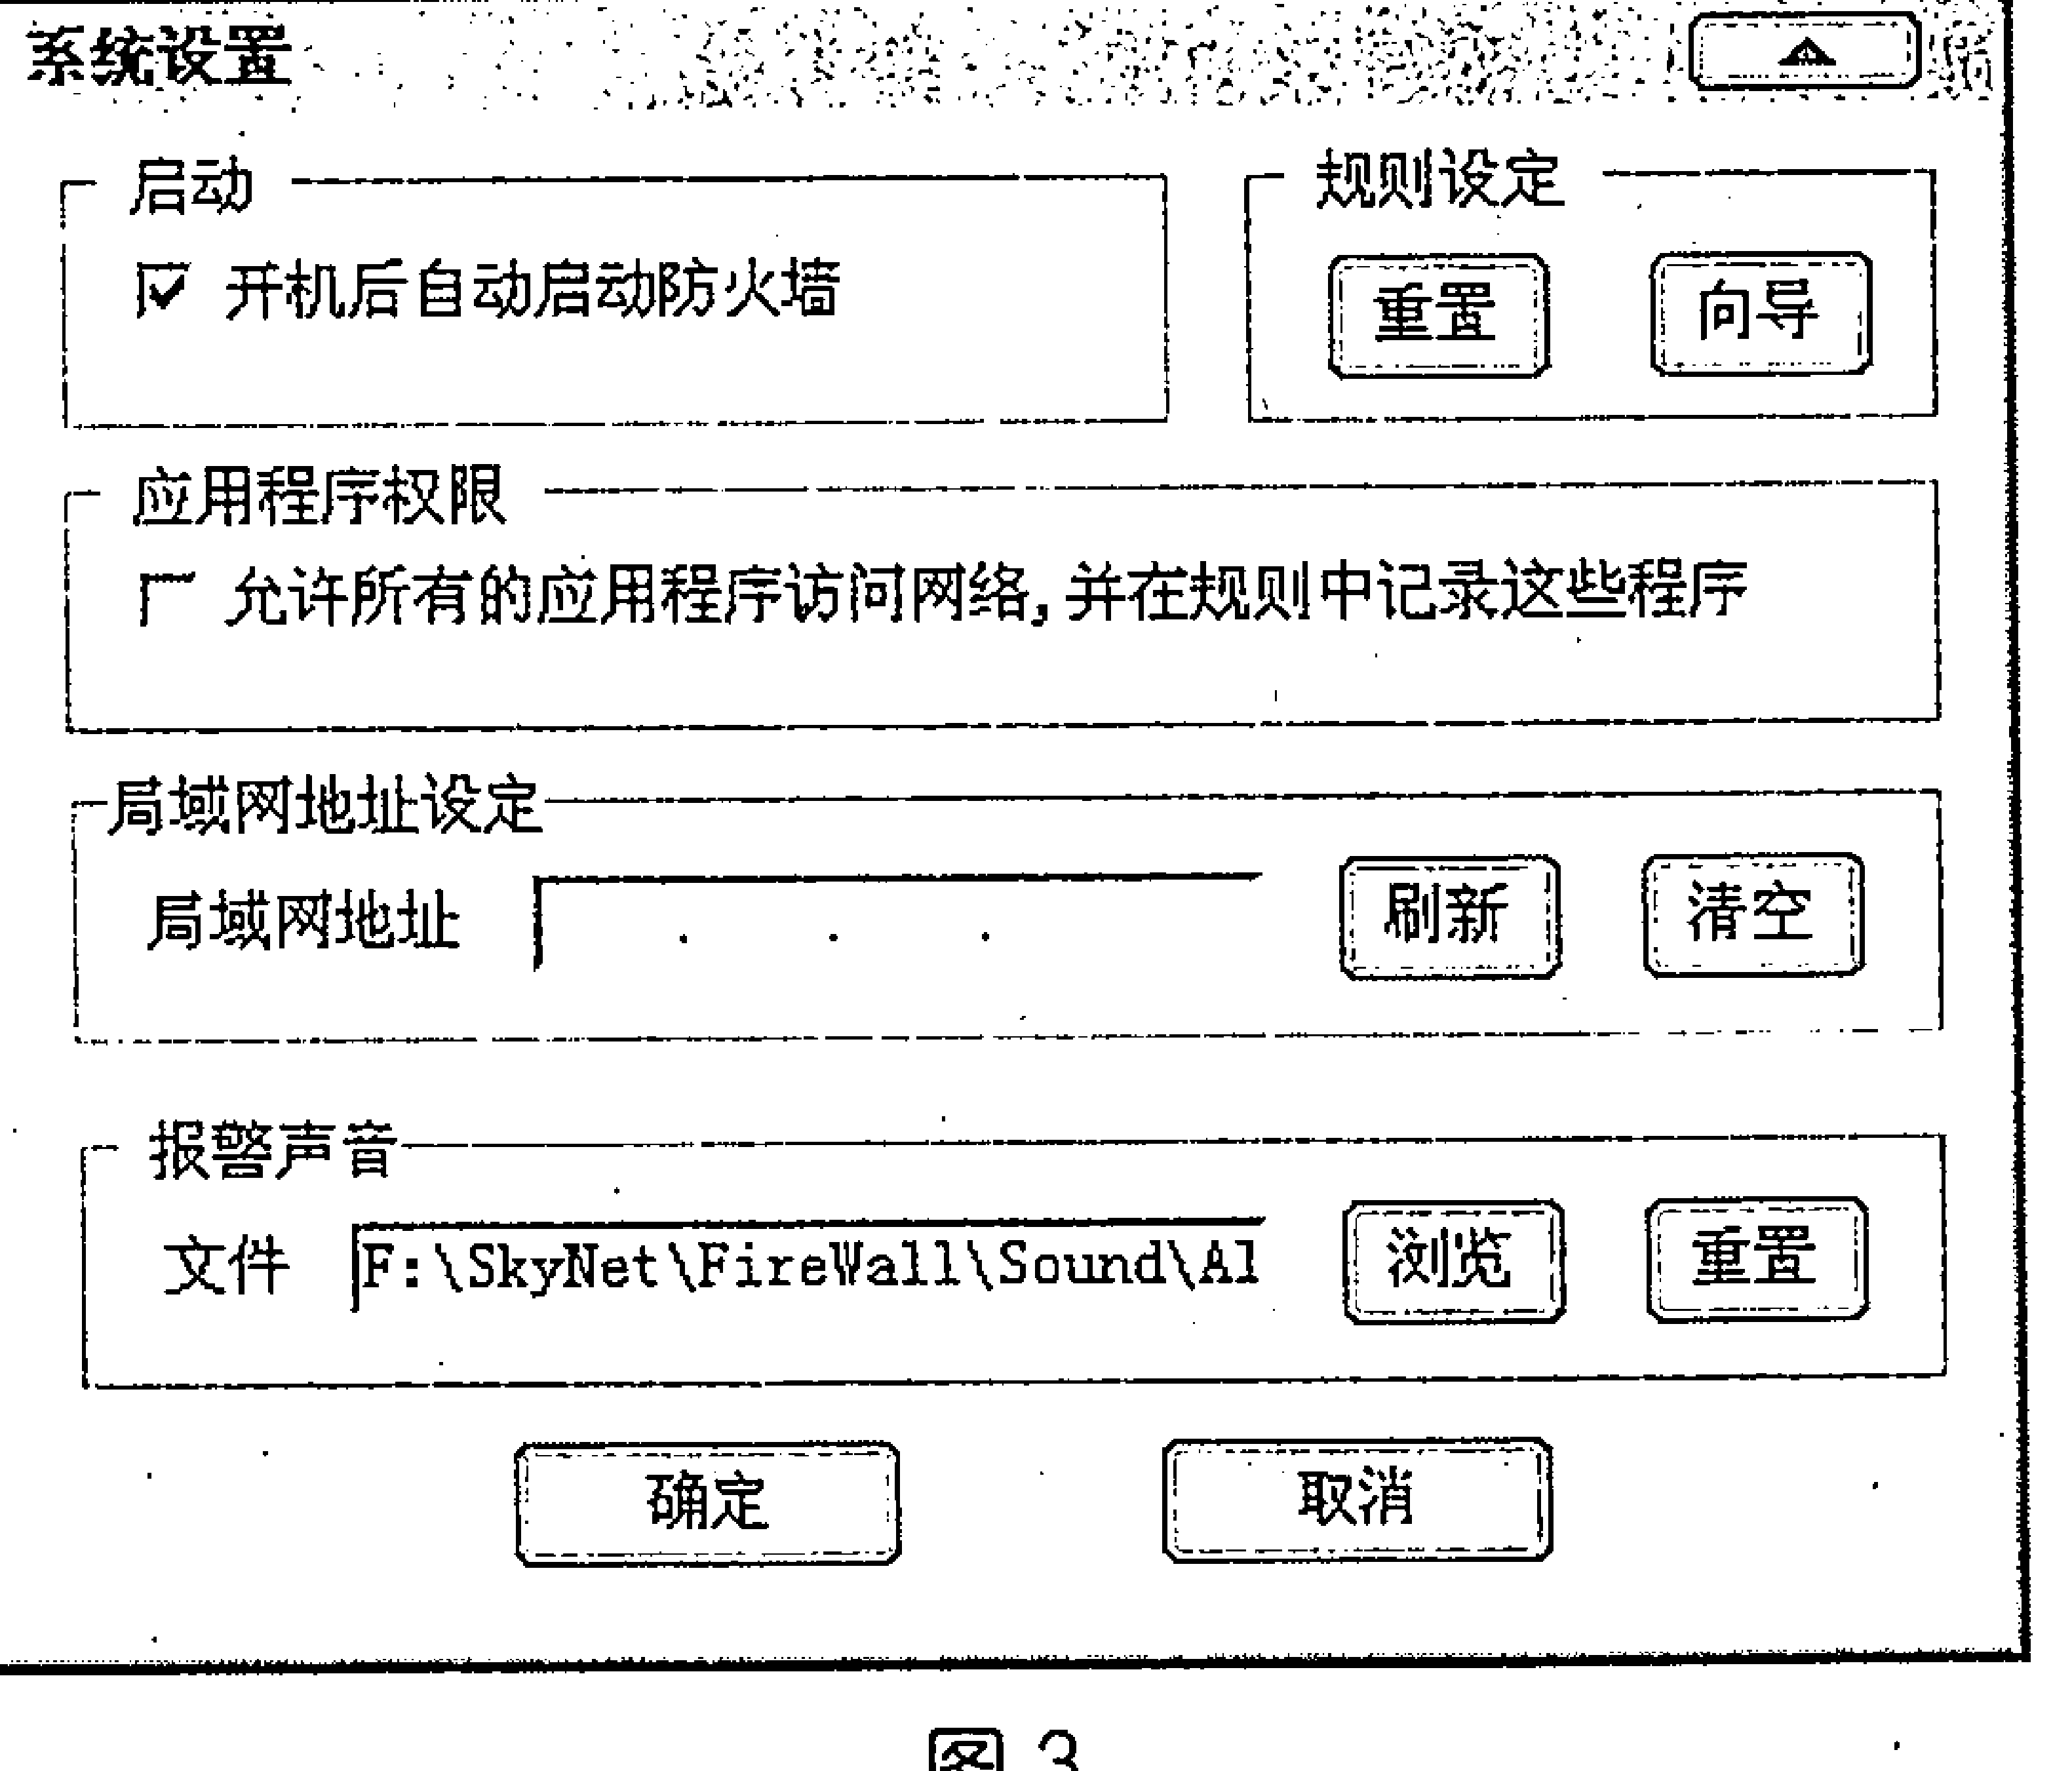 系统设置
启动
开机后自动启动防火墙
规则设定
重置 向导
应用程序权限
允许所有的应用程序访问网络,并在规则中记录这些程序
局域网地址设定
局域网地址 . . . 刷新 清空
报警声音
文件 F:\SkyNet\FireWall\Sound\Al 浏览 重置
确定 取消
图 3